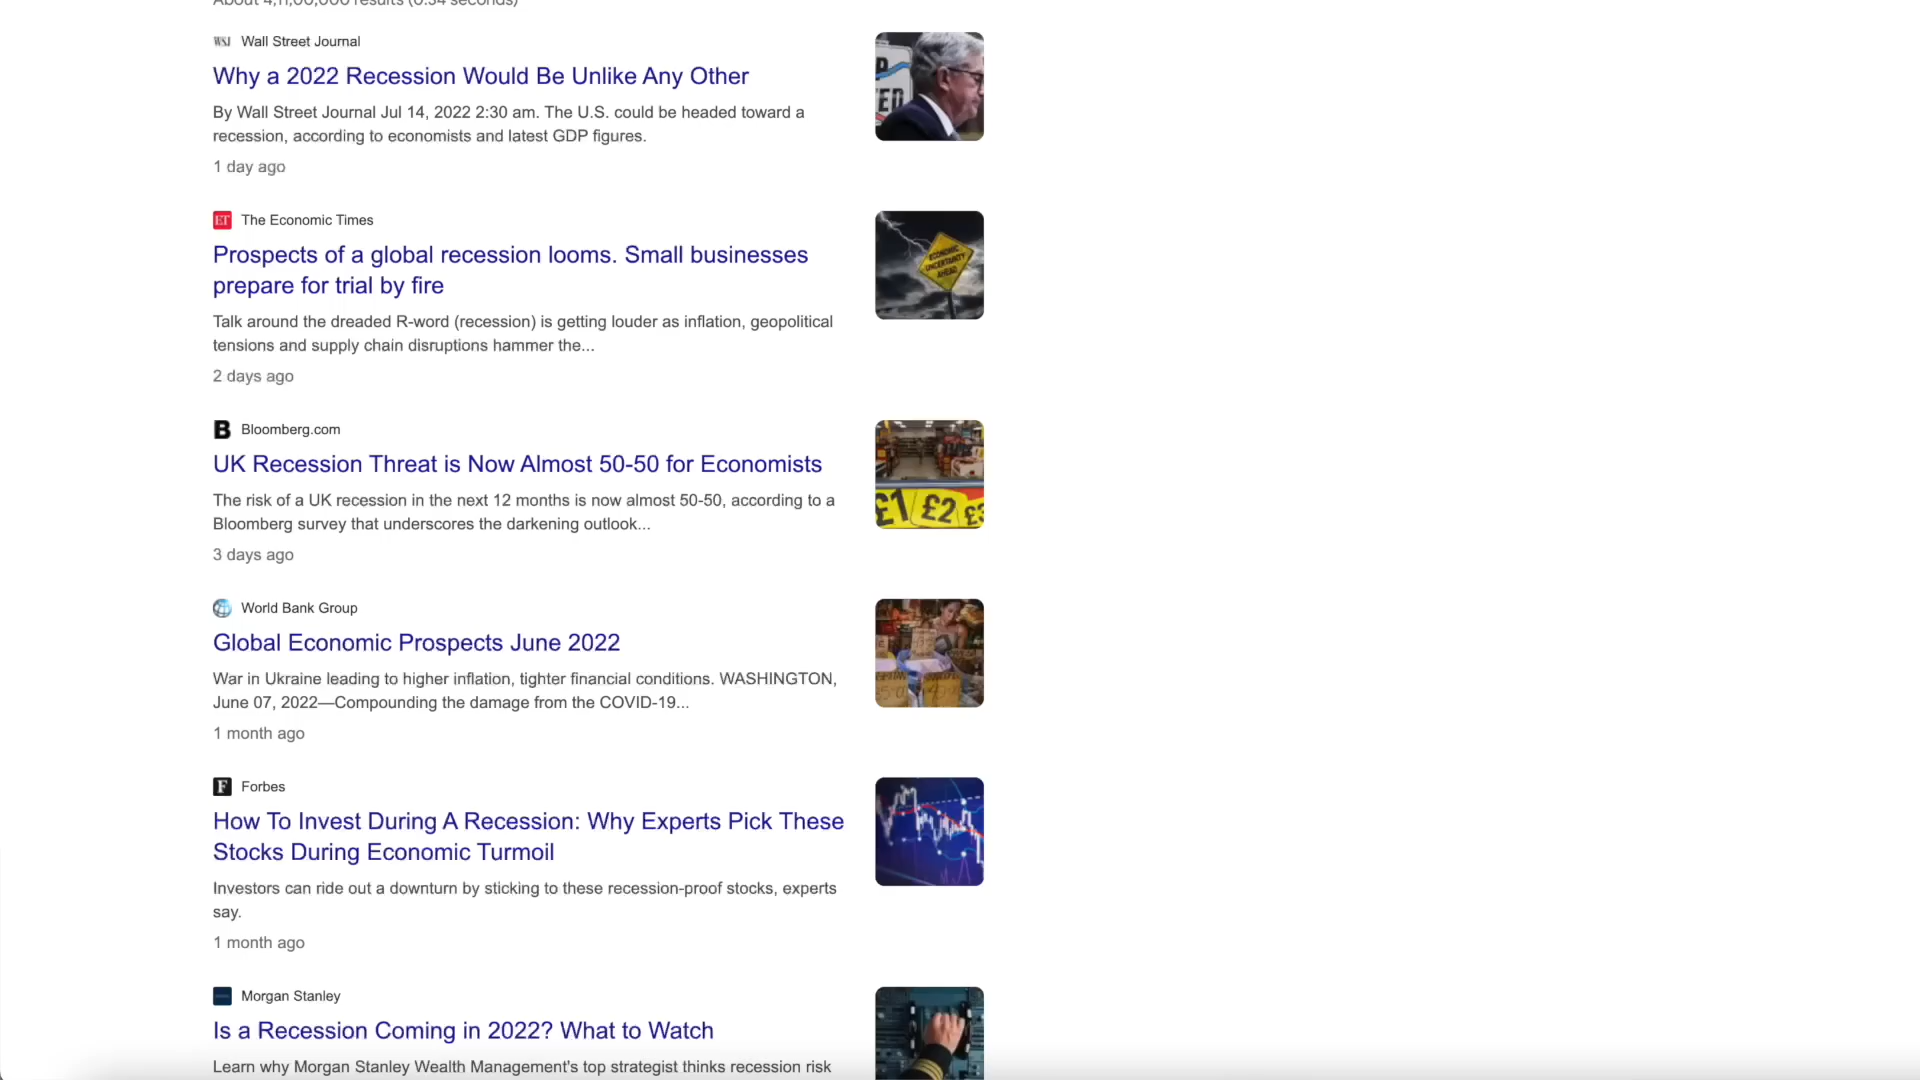 Wall Street Journal
Why a 2022 Recession Would Be Unlike Any Other
By Wall Street Journal Jul 14, 2022 2:30 am. The U.S. could be headed toward a
recession, according to economists and latest GDP figures.
1 day ago
ET The Economic Times
Prospects of a global recession looms. Small businesses
prepare for trial by fire
ECONOMIC
UNCERTAINTY
AHEAD
Talk around the dreaded R-word (recession) is getting louder as inflation, geopolitical
tensions and supply chain disruptions hammer the...
2 days ago
B Bloomberg.com
UK Recession Threat is Now Almost 50-50 for Economists
The risk of a UK recession in the next 12 months is now almost 50-50, according to a
Bloomberg survey that underscores the darkening outlook...
£1 £2 £3
3 days ago
World Bank Group
Global Economic Prospects June 2022
War in Ukraine leading to higher inflation, tighter financial conditions. WASHINGTON,
June 07, 2022—Compounding the damage from the COVID-19...
1 month ago
F Forbes
How To Invest During A Recession: Why Experts Pick These
Stocks During Economic Turmoil
Investors can ride out a downturn by sticking to these recession-proof stocks, experts
say.
1 month ago
Morgan Stanley
Is a Recession Coming in 2022? What to Watch
Learn why Morgan Stanley Wealth Management's top strategist thinks recession risk